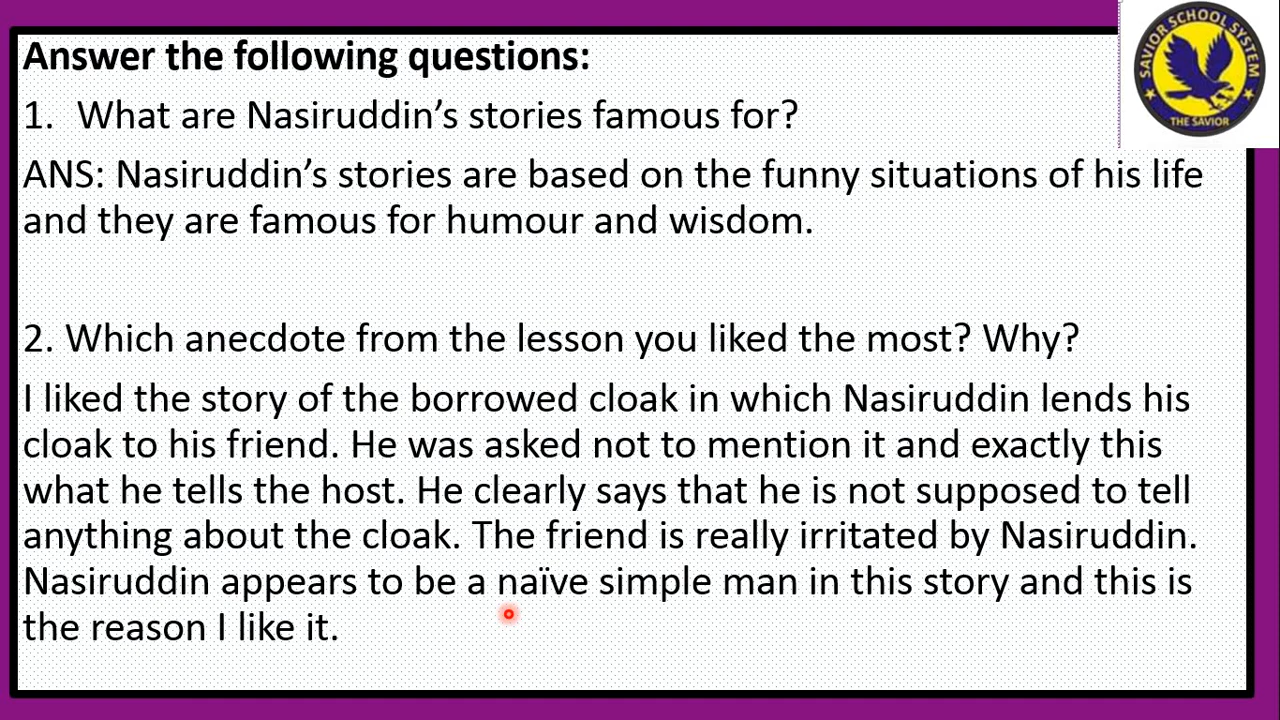 Answer the following questions:
SAVIOR SCHOOL SYSTEM
THE SAVIOR
1. What are Nasiruddin’s stories famous for?
ANS: Nasiruddin’s stories are based on the funny situations of his life
and they are famous for humour and wisdom.
2. Which anecdote from the lesson you liked the most? Why?
I liked the story of the borrowed cloak in which Nasiruddin lends his
cloak to his friend. He was asked not to mention it and exactly this
what he tells the host. He clearly says that he is not supposed to tell
anything about the cloak. The friend is really irritated by Nasiruddin.
Nasiruddin appears to be a naïve simple man in this story and this is
the reason I like it.